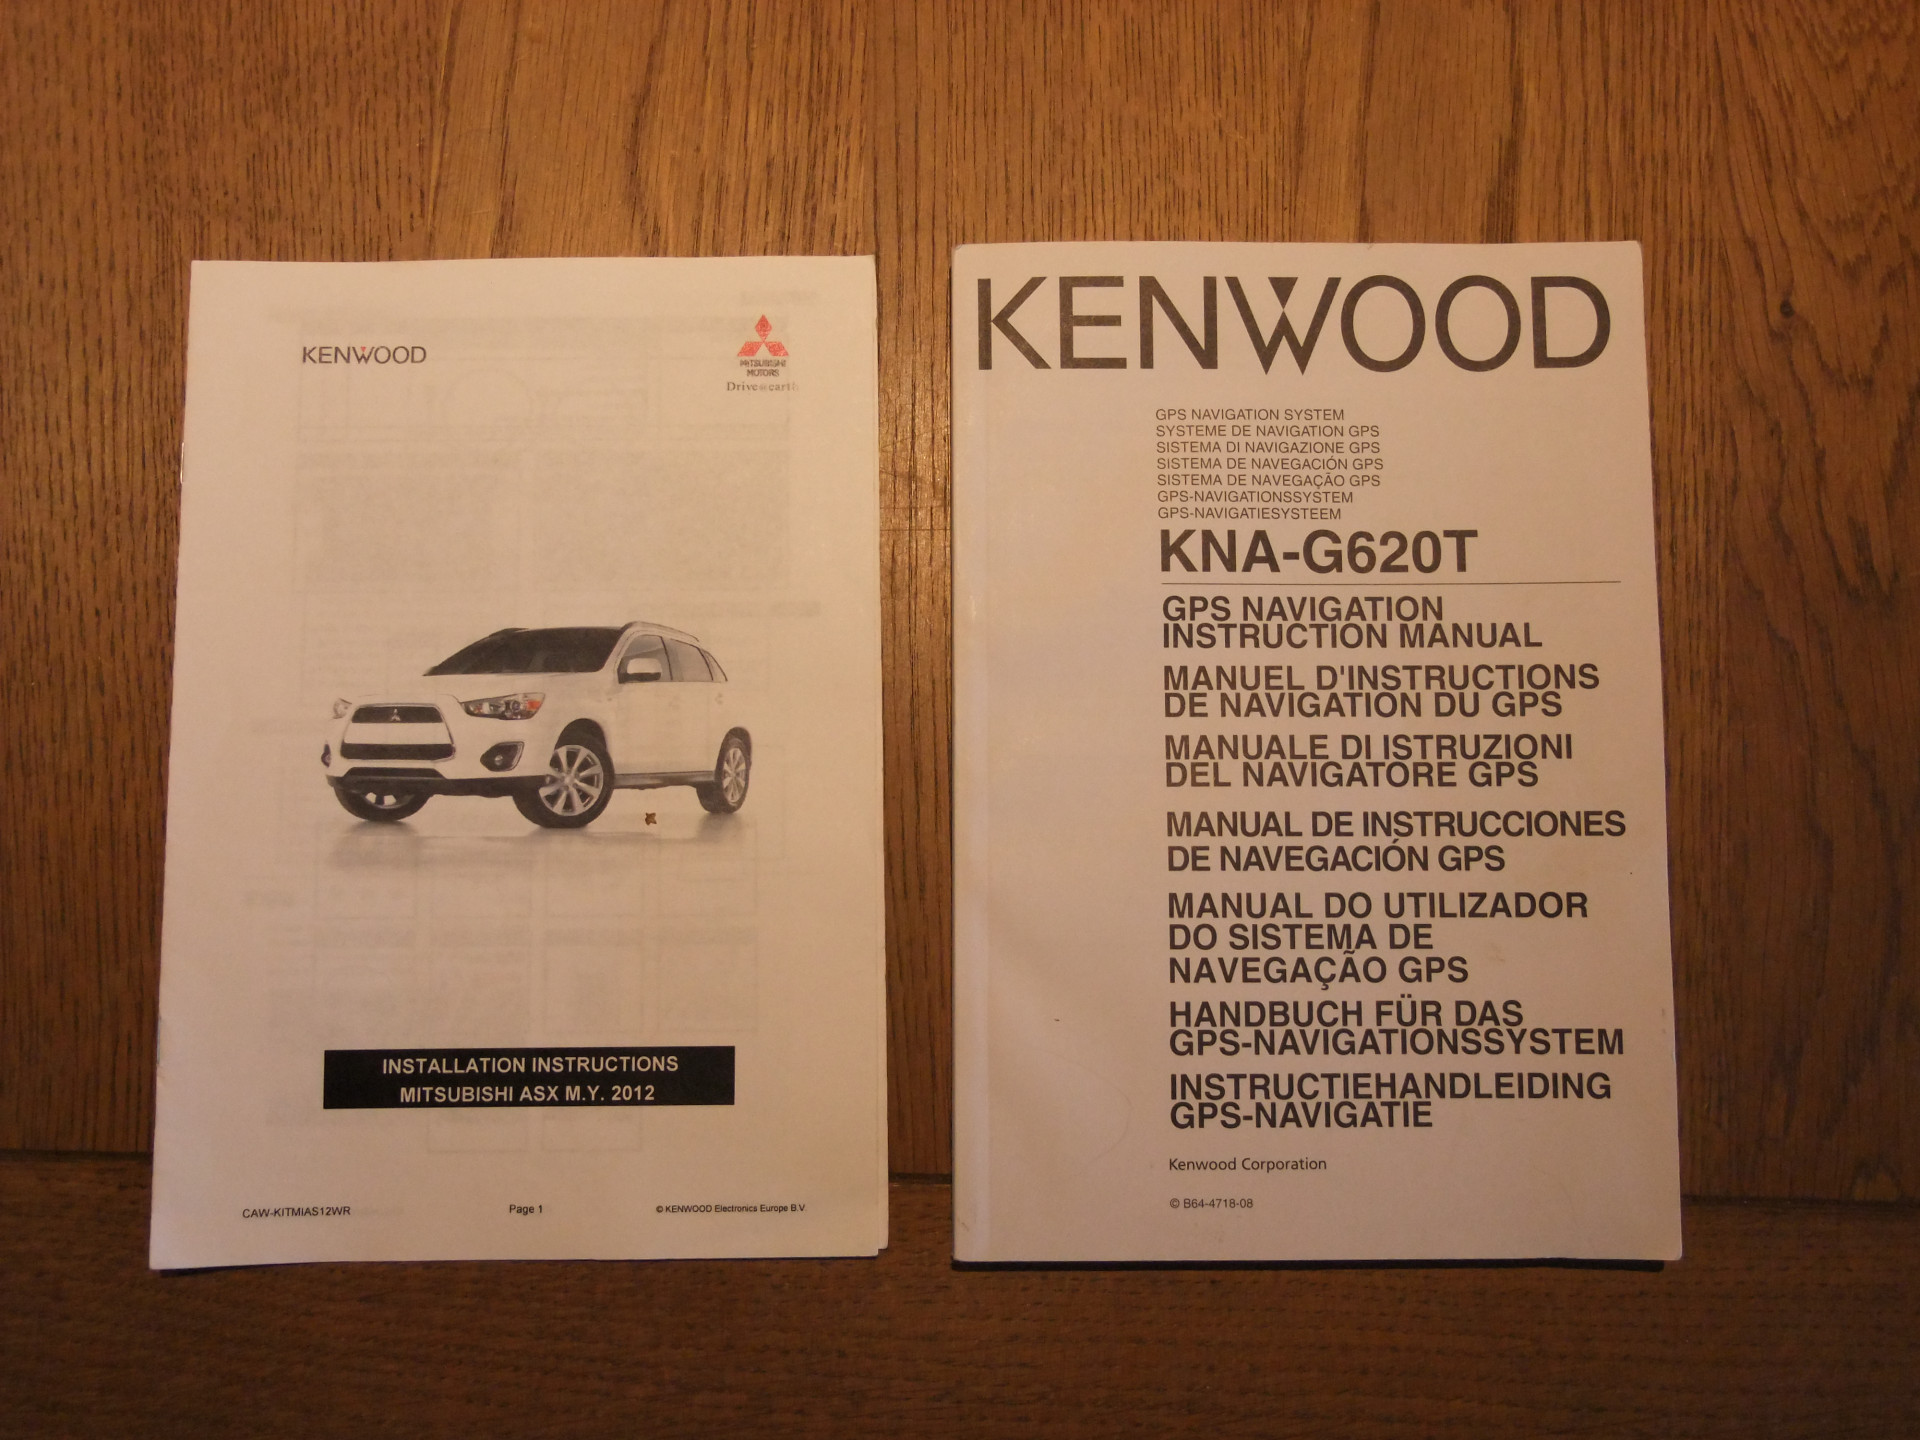 KENWOOD
MITSUBISHI
MOTORS
Drive@earth
INSTALLATION INSTRUCTIONS
MITSUBISHI ASX M.Y. 2012
CAW-KITMIAS12WR
Page 1
© KENWOOD Electronics Europe B.V.
KENWOOD
GPS NAVIGATION SYSTEM
SYSTEME DE NAVIGATION GPS
SISTEMA DI NAVIGAZIONE GPS
SISTEMA DE NAVEGACIÓN GPS
SISTEMA DE NAVEGAÇÃO GPS
GPS-NAVIGATIONSSYSTEM
GPS-NAVIGATIESYSTEEM
KNA-G620T
GPS NAVIGATION
INSTRUCTION MANUAL
MANUEL D'INSTRUCTIONS
DE NAVIGATION DU GPS
MANUALE DI ISTRUZIONI
DEL NAVIGATORE GPS
MANUAL DE INSTRUCCIONES
DE NAVEGACIÓN GPS
MANUAL DO UTILIZADOR
DO SISTEMA DE
NAVEGAÇÃO GPS
HANDBUCH FÜR DAS
GPS-NAVIGATIONSSYSTEM
INSTRUCTIEHANDLEIDING
GPS-NAVIGATIE
Kenwood Corporation
© B64-4718-08